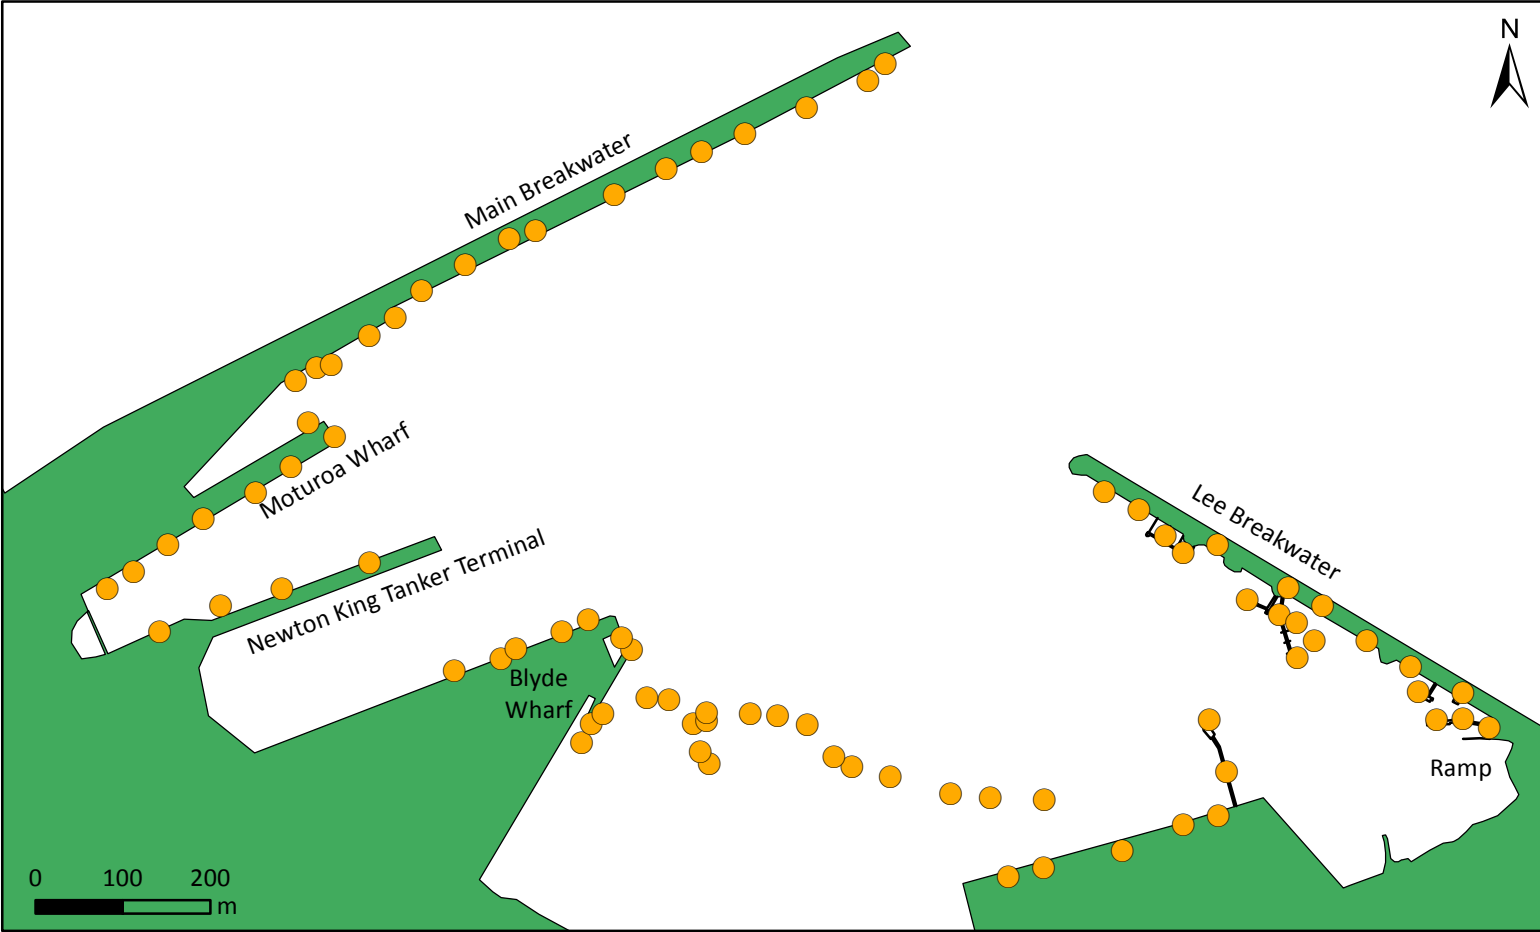 N
Main Breakwater
Moturoa Wharf
Lee Breakwater
Newton King Tanker Terminal
Blyde
Wharf
Ramp
0 100 200
m